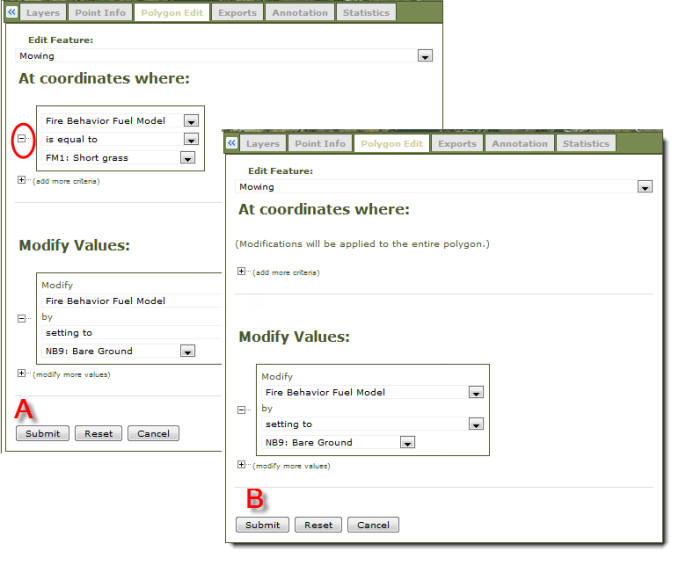 « Layers Point Info Polygon Edit Exports Annotation Statistics
Edit Feature:
Mowing
At coordinates where:
Fire Behavior Fuel Model
is equal to
FM1: Short grass
(add more criteria)
Modify Values:
Modify
Fire Behavior Fuel Model
by
setting to
NB9: Bare Ground
(modify more values)
A
Submit Reset Cancel
« Layers Point Info Polygon Edit Exports Annotation Statistics
Edit Feature:
Mowing
At coordinates where:
(Modifications will be applied to the entire polygon.)
(add more criteria)
Modify Values:
Modify
Fire Behavior Fuel Model
by
setting to
NB9: Bare Ground
(modify more values)
B
Submit Reset Cancel